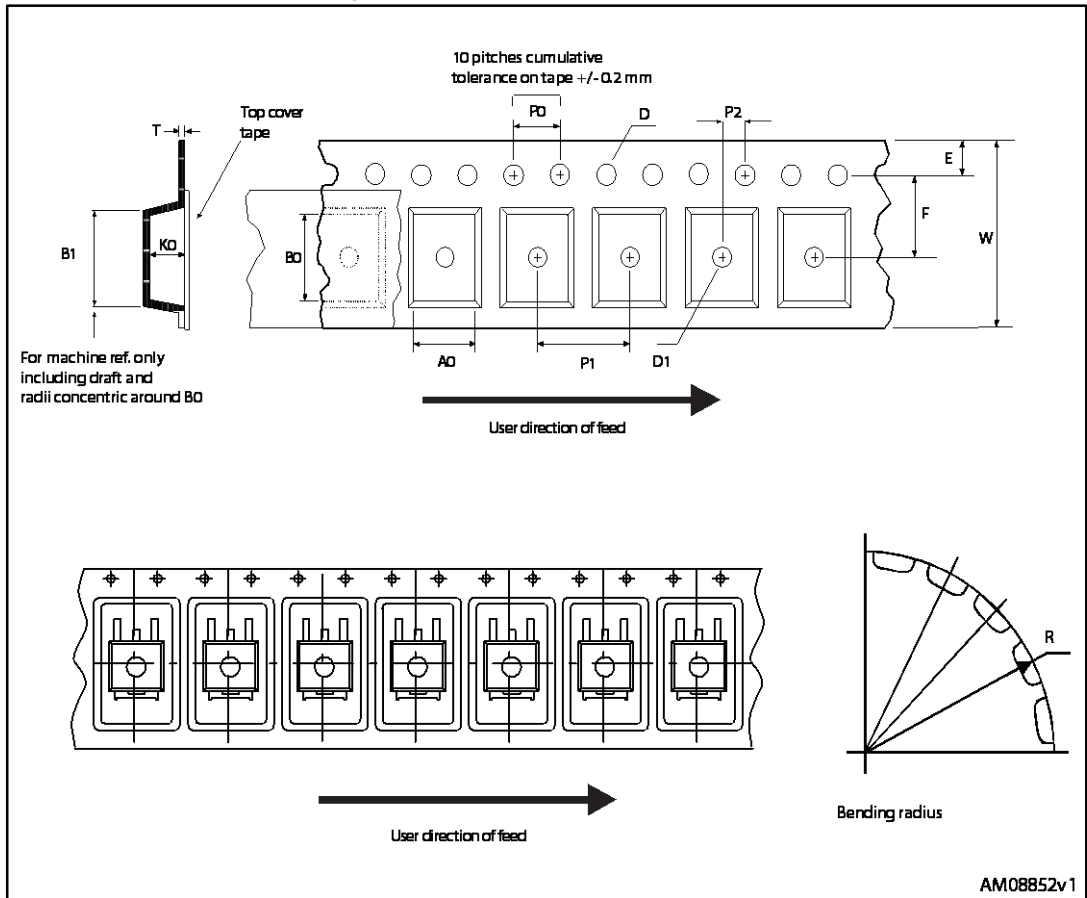 10 pitches cumulative
tolerance on tape +/- 0.2 mm
Top cover
tape
T
P0
D
P2
E
F
W
B1
K0
B0
For machine ref. only
including draft and
radii concentric around B0
A0
P1
D1
User direction of feed
R
Bending radius
User direction of feed
AM08852v1